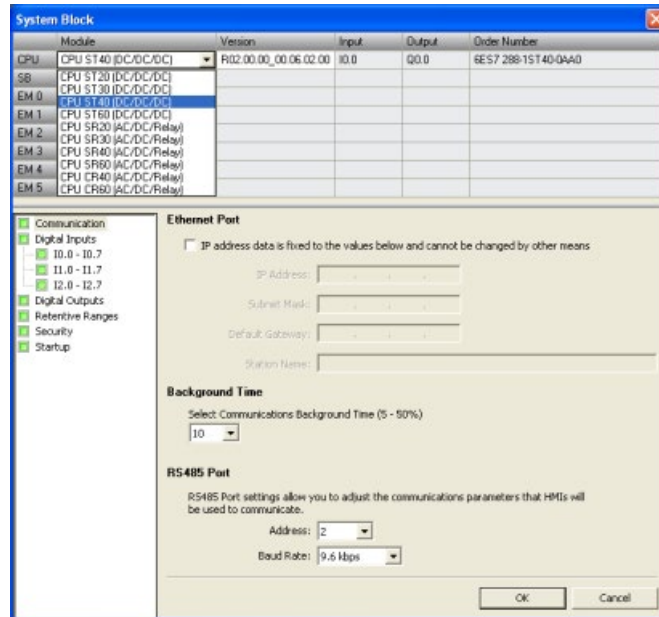 System Block
Module Version Input Output Order Number
CPU CPU ST40 (DC/DC/DC) R02.00.00_00.06.02.00 I0.0 Q0.0 6ES7 288-1ST40-0AA0
SB CPU ST20 (DC/DC/DC)
CPU ST30 (DC/DC/DC)
EM 0 CPU ST40 (DC/DC/DC)
EM 1 CPU ST60 (DC/DC/DC)
CPU SR20 (AC/DC/Relay)
EM 2 CPU SR30 (AC/DC/Relay)
EM 3 CPU SR40 (AC/DC/Relay)
EM 4 CPU SR60 (AC/DC/Relay)
CPU CR40 (AC/DC/Relay)
EM 5 CPU CR60 (AC/DC/Relay)
Communication
Digital Inputs
I0.0 - I0.7
I1.0 - I1.7
I2.0 - I2.7
Digital Outputs
Retentive Ranges
Security
Startup
Ethernet Port
IP address data is fixed to the values below and cannot be changed by other means
IP Address:
Subnet Mask:
Default Gateway:
Station Name:
Background Time
Select Communications Background Time (5 - 50%)
10
RS485 Port
RS485 Port settings allow you to adjust the communications parameters that HMIs will
be used to communicate.
Address: 2
Baud Rate: 9.6 kbps
OK Cancel